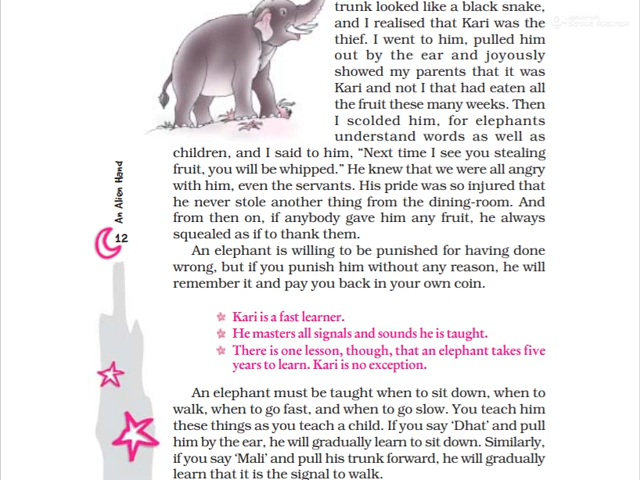 trunk looked like a black snake,
and I realised that Kari was the
thief. I went to him, pulled him
out by the ear and joyously
showed my parents that it was
Kari and not I that had eaten all
the fruit these many weeks. Then
I scolded him, for elephants
understand words as well as
children, and I said to him, “Next time I see you stealing
fruit, you will be whipped.” He knew that we were all angry
with him, even the servants. His pride was so injured that
he never stole another thing from the dining-room. And
from then on, if anybody gave him any fruit, he always
squealed as if to thank them.
An elephant is willing to be punished for having done
wrong, but if you punish him without any reason, he will
remember it and pay you back in your own coin.
Kari is a fast learner.
He masters all signals and sounds he is taught.
There is one lesson, though, that an elephant takes five
years to learn. Kari is no exception.
An elephant must be taught when to sit down, when to
walk, when to go fast, and when to go slow. You teach him
these things as you teach a child. If you say ‘Dhat’ and pull
him by the ear, he will gradually learn to sit down. Similarly,
if you say ‘Mali’ and pull his trunk forward, he will gradually
learn that it is the signal to walk.
An Alien Hand
12